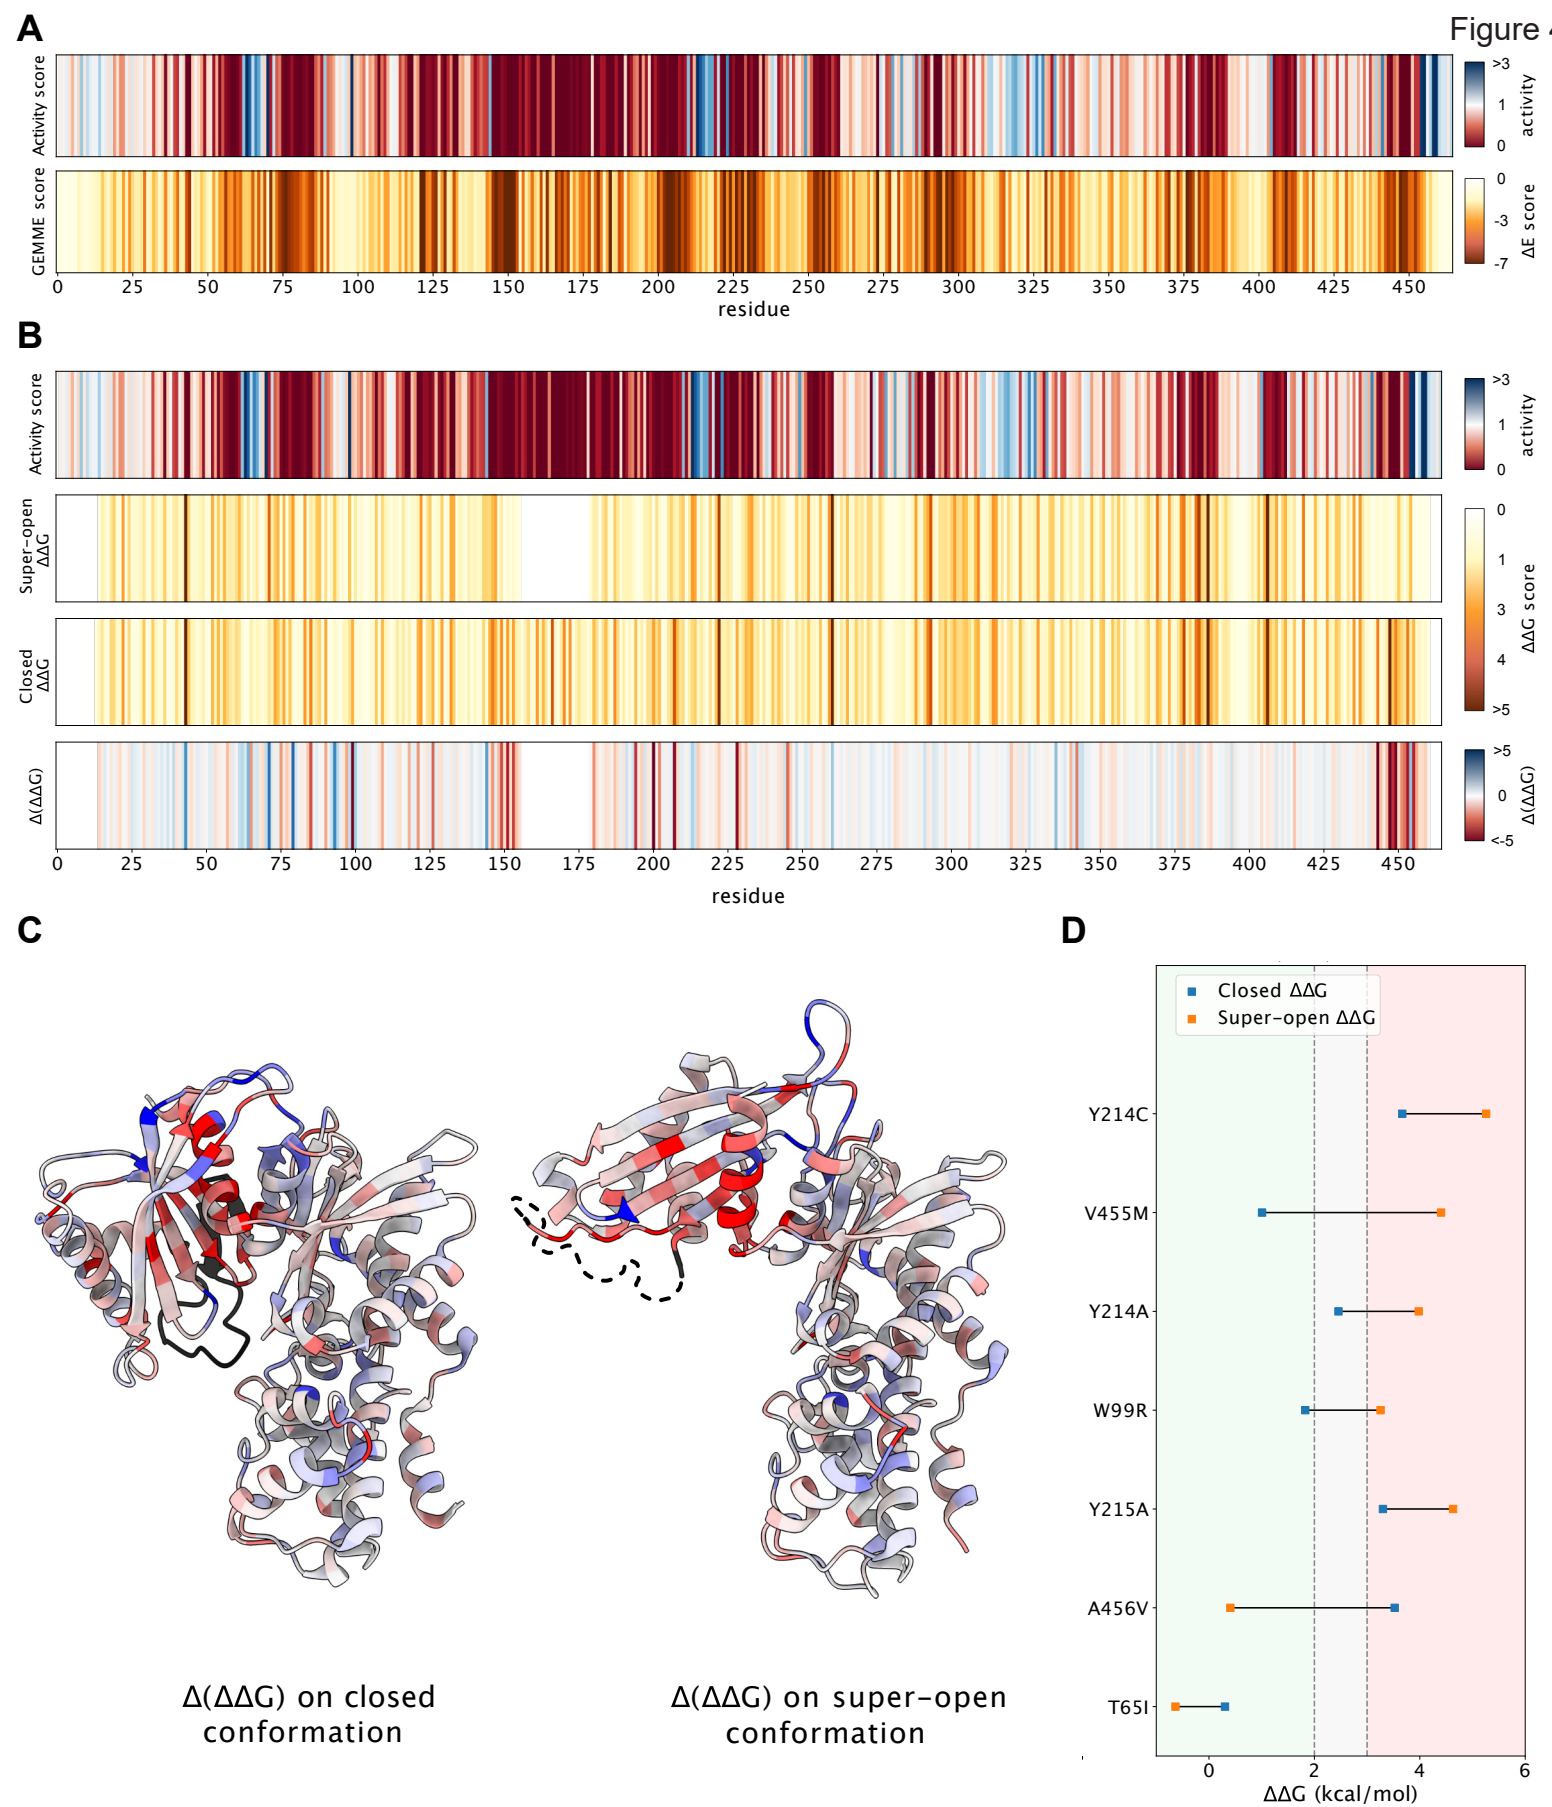 A
Figure 4
Activity score
>3
1
0
activity
GEMME score
0
-3
-7
ΔE score
0 25 50 75 100 125 150 175 200 225 250 275 300 325 350 375 400 425 450
residue
B
Activity score
>3
1
0
activity
Super-open
ΔΔG
0
1
3
4
>5
ΔΔG score
Closed
ΔΔG
Δ(ΔΔG)
>5
0
<-5
Δ(ΔΔG)
0 25 50 75 100 125 150 175 200 225 250 275 300 325 350 375 400 425 450
residue
C
Δ(ΔΔG) on closed
conformation
Δ(ΔΔG) on super-open
conformation
D
Closed ΔΔG
Super-open ΔΔG
Y214C
V455M
Y214A
W99R
Y215A
A456V
T65I
0 2 4 6
ΔΔG (kcal/mol)